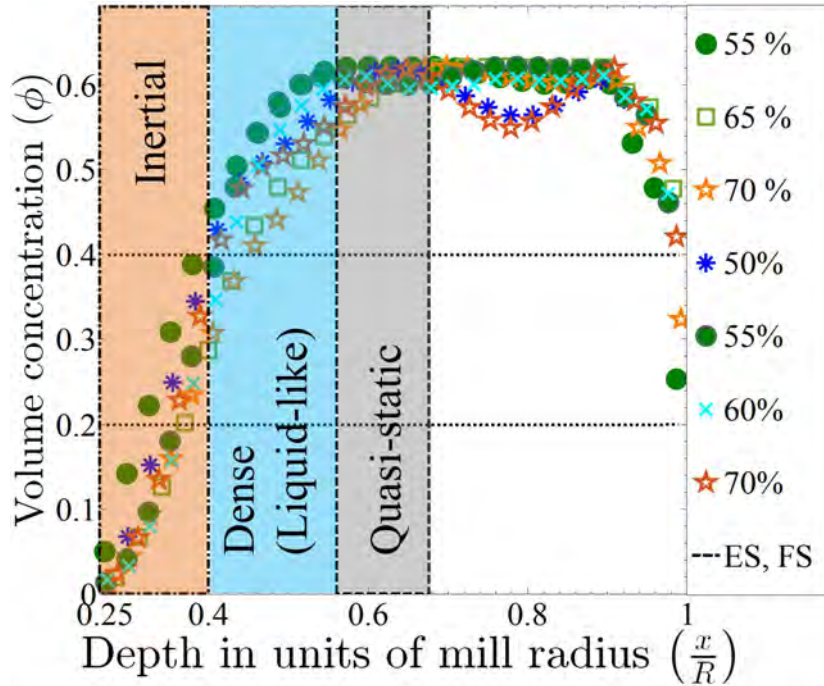 Volume concentration (ϕ)
0.6
0.5
0.4
0.3
0.2
0.1
0
Inertial
Dense
(Liquid-like)
Quasi-static
0.25
0.4
0.6
0.8
1
Depth in units of mill radius (x/R)
55 %
65 %
70 %
50%
55%
60%
70%
ES, FS